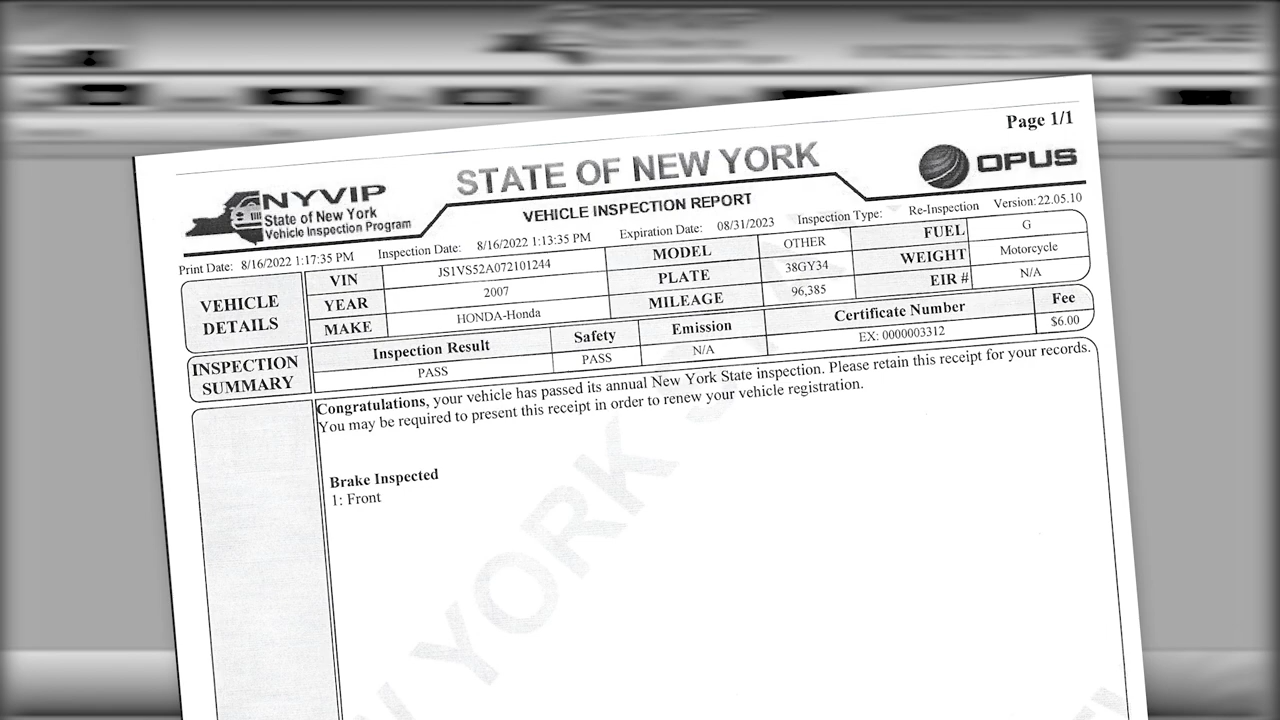 Page 1/1
NYVIP
State of New York
Vehicle Inspection Program
STATE OF NEW YORK
VEHICLE INSPECTION REPORT
OPUS
Print Date: 8/16/2022 1:17:35 PM Inspection Date: 8/16/2022 1:13:35 PM Expiration Date: 08/31/2023 Inspection Type: Re-Inspection Version:22.05.10
VEHICLE
DETAILS
VIN JS1VS52A072101244 MODEL OTHER FUEL G
YEAR 2007 PLATE 38GY34 WEIGHT Motorcycle
MAKE HONDA-Honda MILEAGE 96,385 EIR # N/A
INSPECTION
SUMMARY
Inspection Result Safety Emission Certificate Number Fee
PASS PASS N/A EX: 0000003312 $6.00
Congratulations, your vehicle has passed its annual New York State inspection. Please retain this receipt for your records.
You may be required to present this receipt in order to renew your vehicle registration.
Brake Inspected
1: Front
YORK